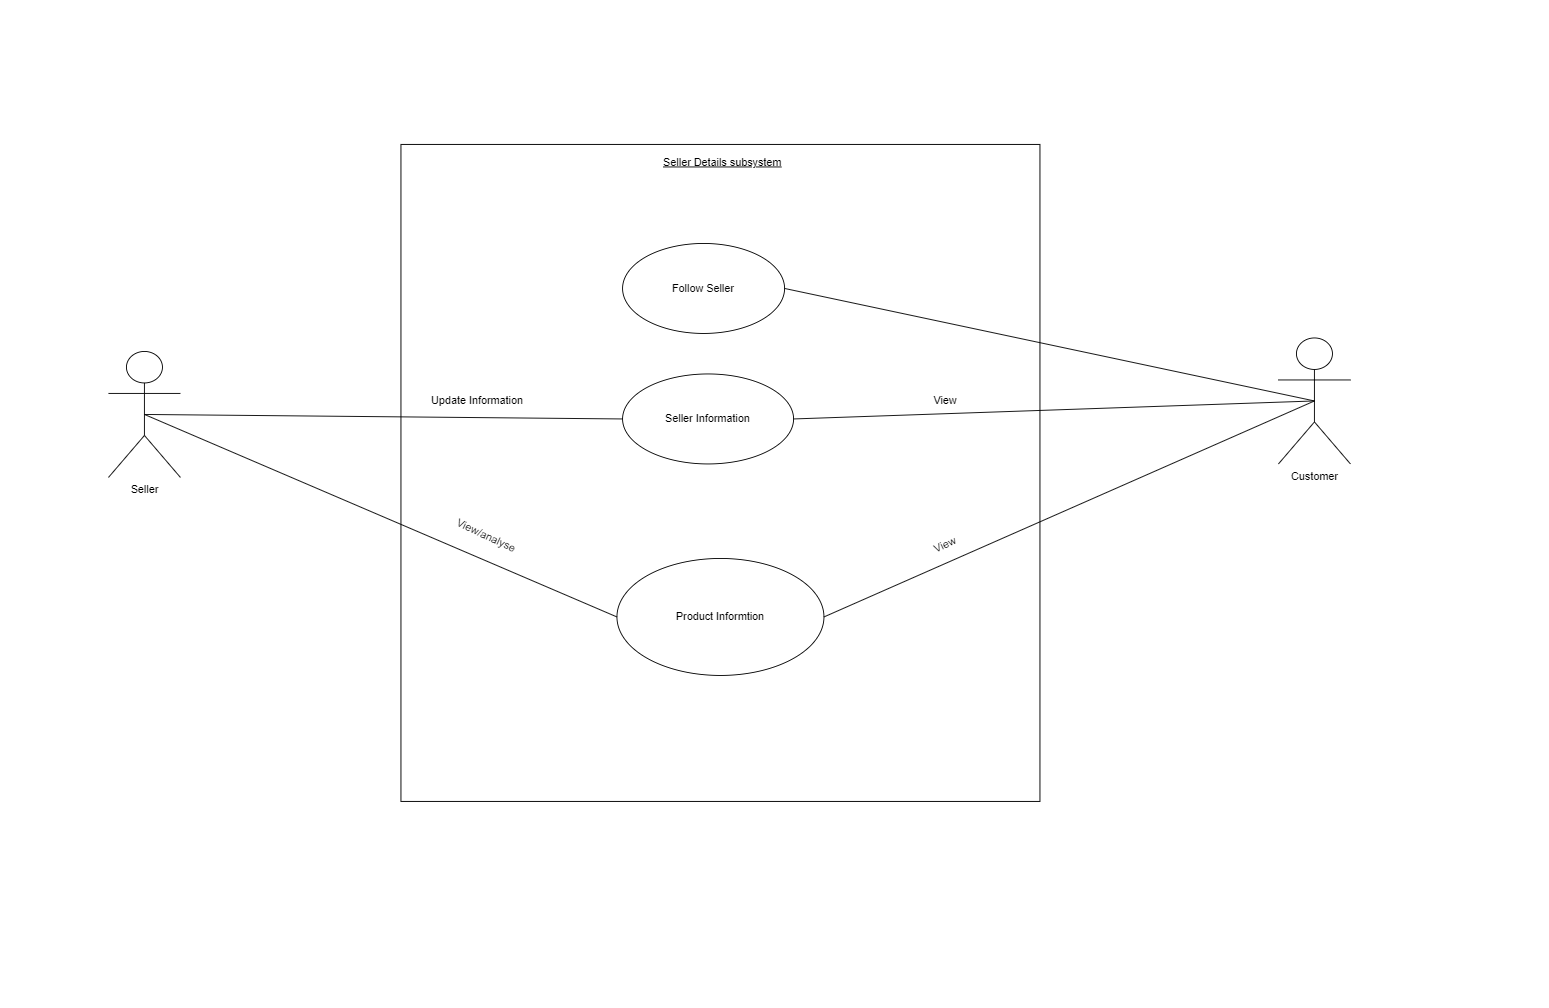 Seller Details subsystem
Follow Seller
Update Information
View
Seller Information
Customer
Seller
View/analyse
View
Product Informtion